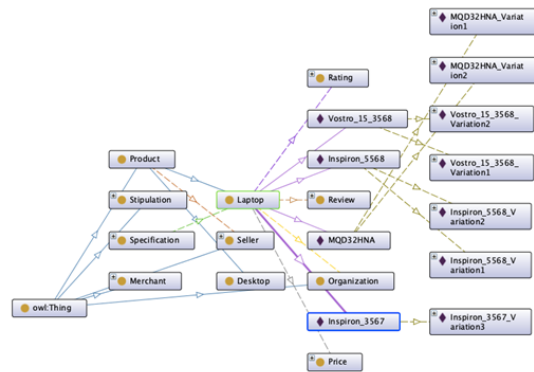 MQD32HNA_Variat
ion1
MQD32HNA_Variat
ion2
Rating
Vostro_15_3568
Vostro_15_3568_
Variation2
Product
Inspiron_5568
Vostro_15_3568_
Variation1
Stipulation
Laptop
Review
Inspiron_5568_V
ariation2
Specification
Seller
MQD32HNA
Inspiron_5568_V
ariation1
Merchant
Desktop
Organization
owl:Thing
Inspiron_3567
Inspiron_3567_V
ariation3
Price